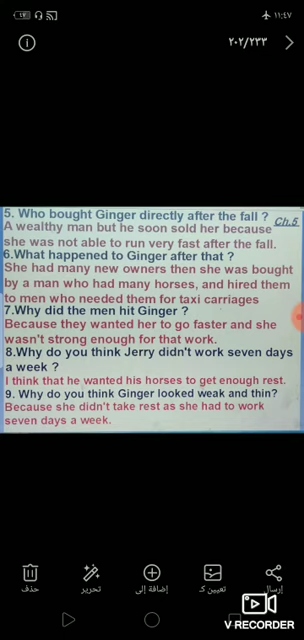 ١١:٤٧
٢٠٢/٢٣٣
5. Who bought Ginger directly after the fall ?
Ch.5
A wealthy man but he soon sold her because
she was not able to run very fast after the fall.
6.What happened to Ginger after that ?
She had many new owners then she was bought
by a man who had many horses, and hired them
to men who needed them for taxi carriages
7.Why did the men hit Ginger ?
Because they wanted her to go faster and she
wasn't strong enough for that work.
8.Why do you think Jerry didn't work seven days
a week ?
I think that he wanted his horses to get enough rest.
9. Why do you think Ginger looked weak and thin?
Because she didn't take rest as she had to work
seven days a week.
إرسال
تعيين كـ
إضافة إلى
تحرير
حذف
V RECORDER